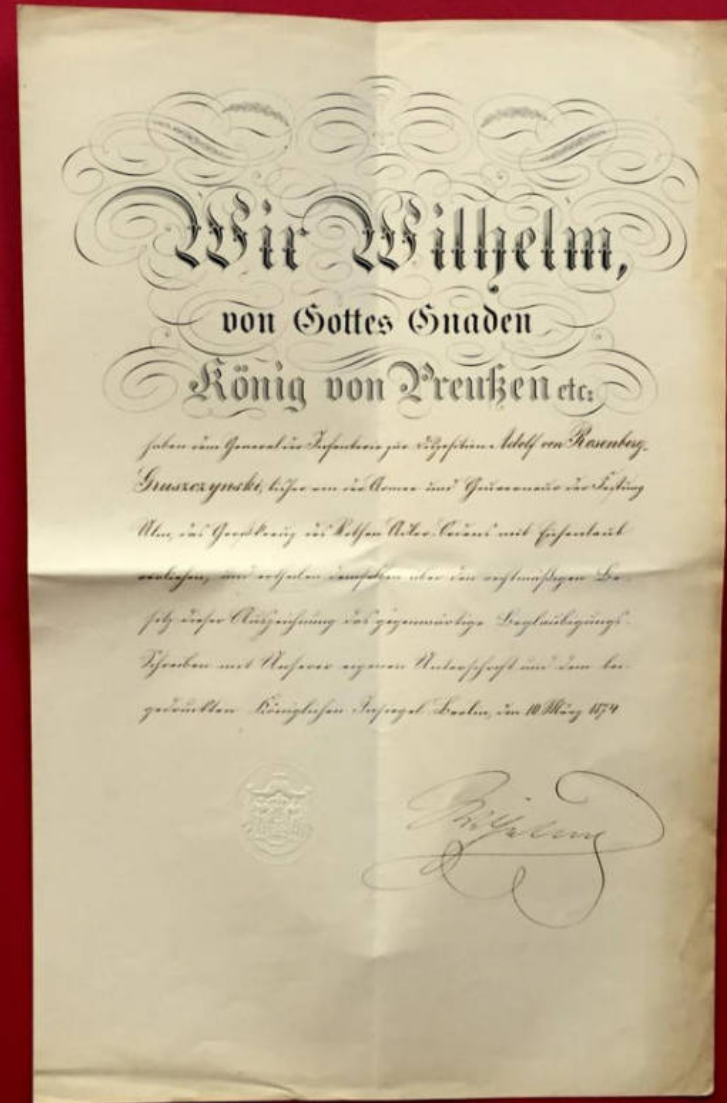 Wir Wilhelm,
von Gottes Gnaden
König von Preußen etc:
haben dem General der Infanterie zur Disposition Adolf von Rosenberg-
Gruszczynski, bisher von der Armee und Gouverneur der Festung
Ulm, das Großkreuz des Rothen Adler-Ordens mit Eichenlaub
verliehen, und ertheilen demselben über den rechtmäßigen Be-
sitz dieser Auszeichnung das gegenwärtige Beglaubigungs-
Schreiben mit Unserer eigenen Unterschrift und dem bei-
gedruckten Königlichen Insiegel. Berlin, den 10 März 1874
Wilhelm